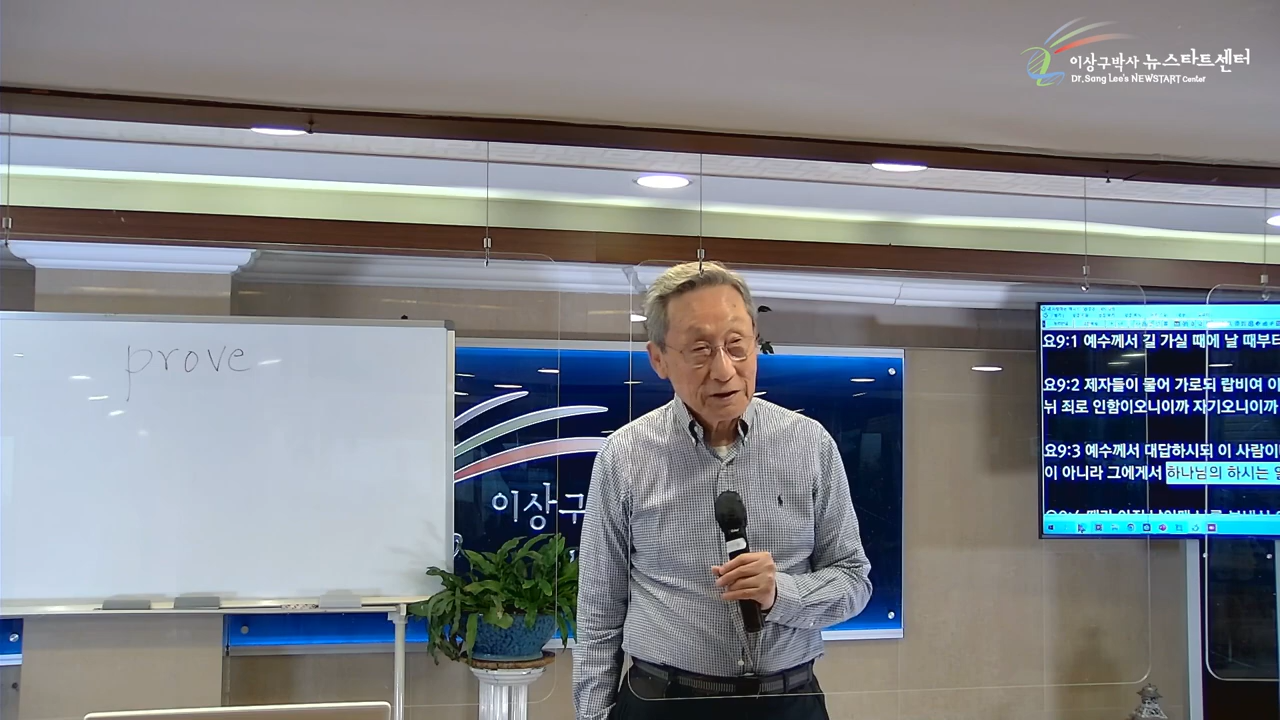 이상구박사 뉴스타트센터
Dr. Sang Lee's NEWSTART Center
prove
이상구
요9:1 예수께서 길 가실 때에 날 때부터
요9:2 제자들이 물어 가로되 랍비여 이
뉘 죄로 인함이오니이까 자기오니이까
요9:3 예수께서 대답하시되 이 사람이
이 아니라 그에게서 하나님의 하시는 일